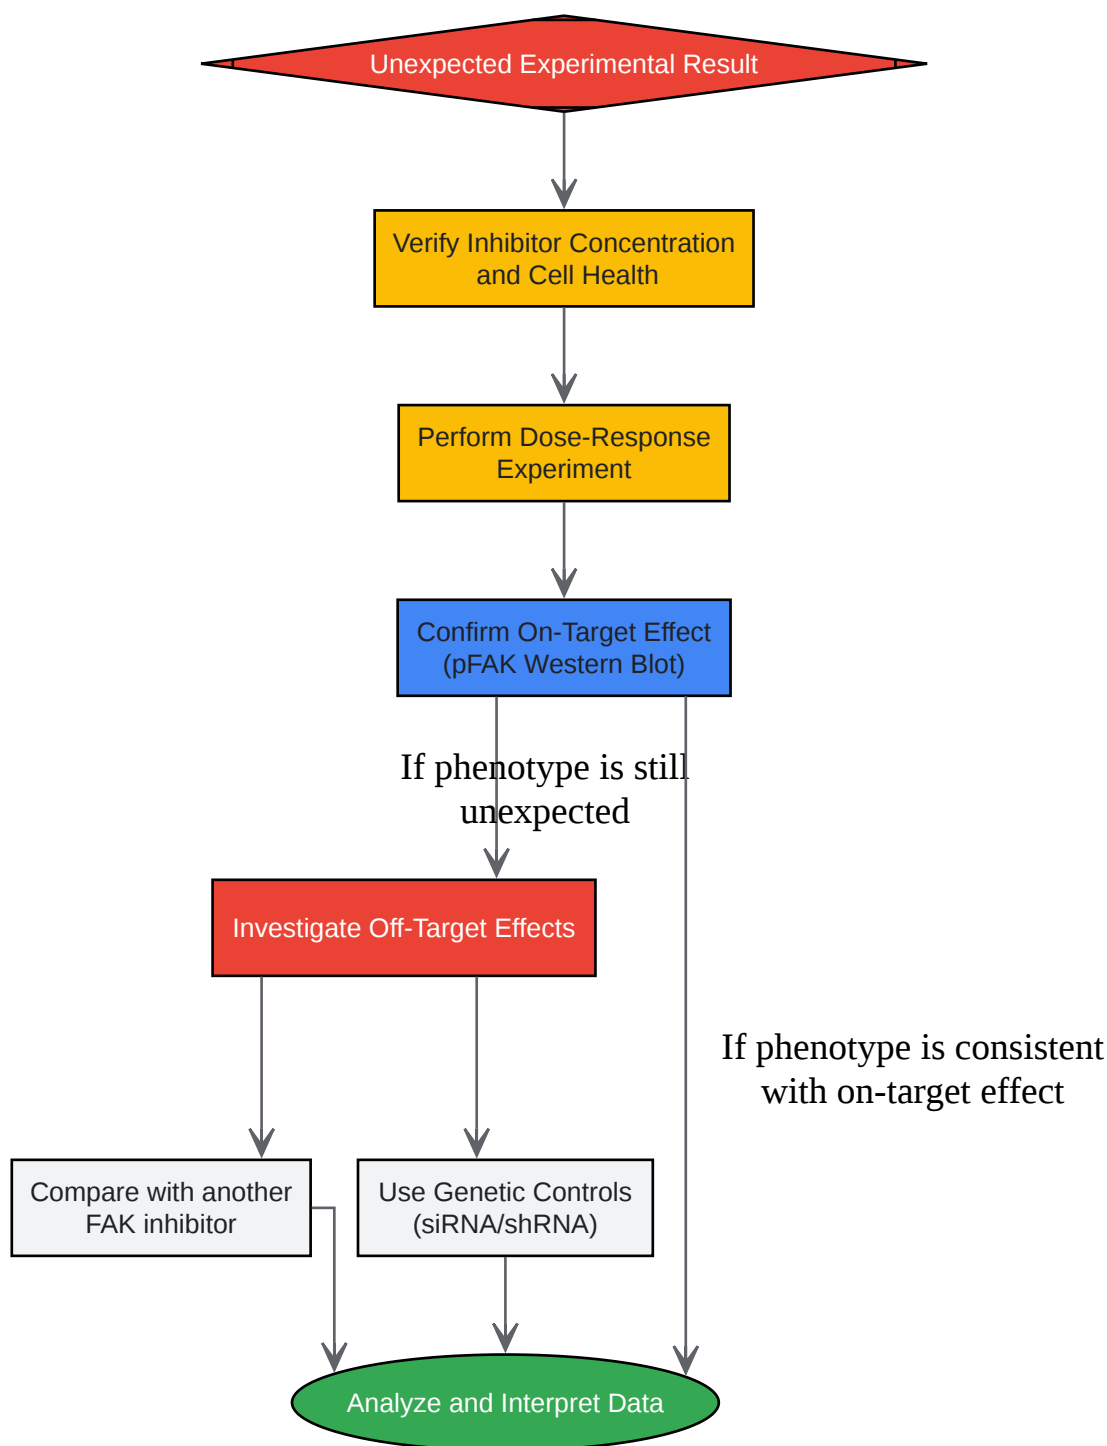 Unexpected Experimental Result
Verify Inhibitor Concentration
and Cell Health
Perform Dose-Response
Experiment
Confirm On-Target Effect
(pFAK Western Blot)
If phenotype is still
unexpected
Investigate Off-Target Effects
If phenotype is consistent
with on-target effect
Compare with another
FAK inhibitor
Use Genetic Controls
(siRNA/shRNA)
Analyze and Interpret Data